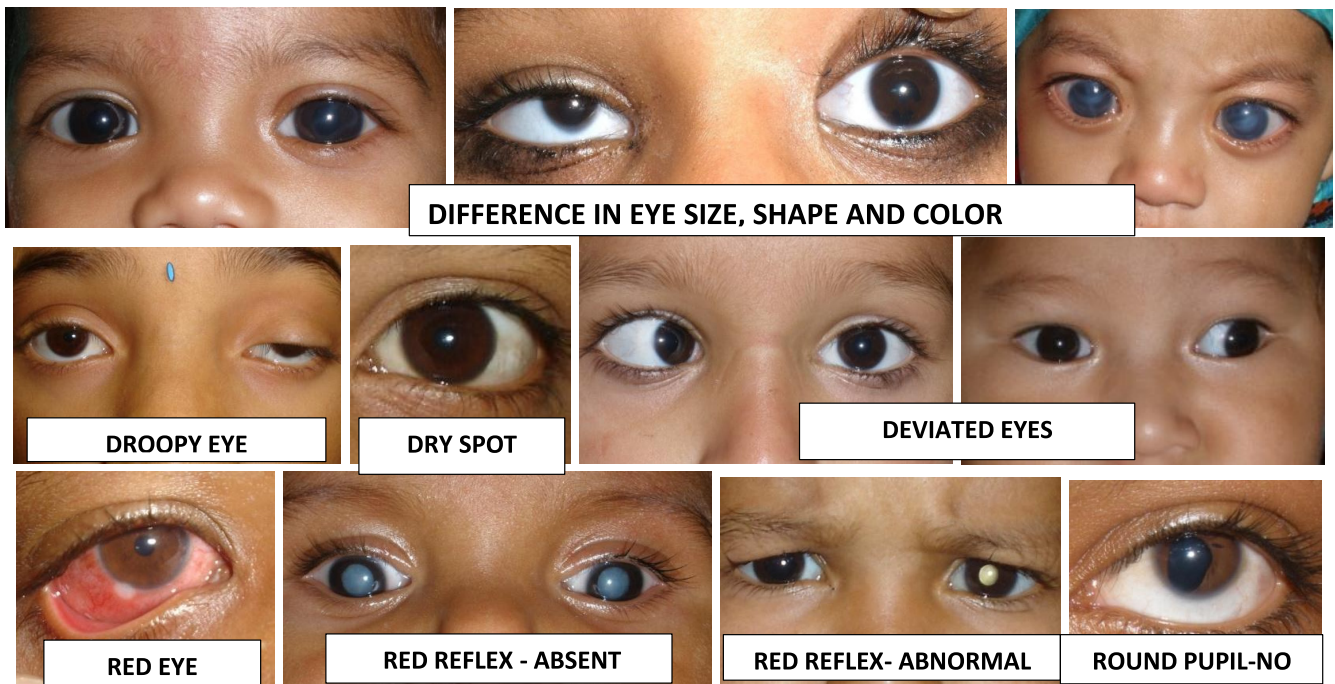 DIFFERENCE IN EYE SIZE, SHAPE AND COLOR
DROOPY EYE
DRY SPOT
DEVIATED EYES
RED EYE
RED REFLEX - ABSENT
RED REFLEX- ABNORMAL
ROUND PUPIL-NO